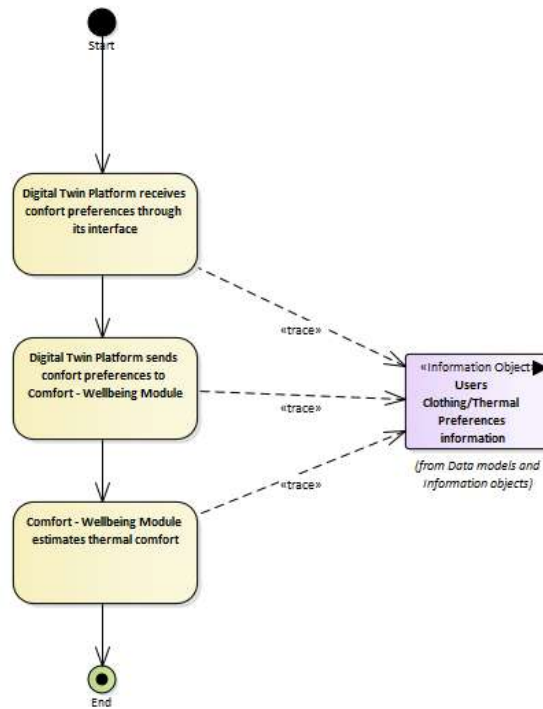 Start
Digital Twin Platform receives
confort preferences through
its interface
«trace»
Digital Twin Platform sends
confort preferences to
Comfort - Wellbeing Module
«trace»
«Information Object»
Users
Clothing/Thermal
Preferences
information
(from Data models and
Information objects)
«trace»
Comfort - Wellbeing Module
estimates thermal comfort
End